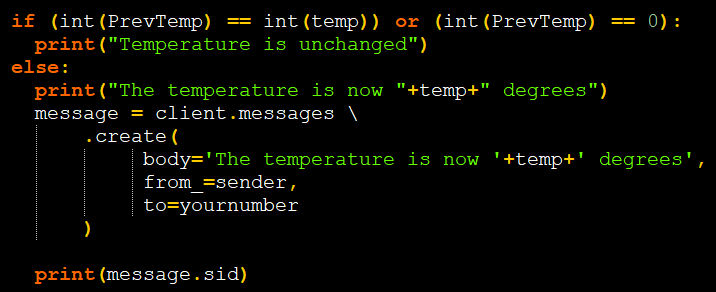 if (int(PrevTemp) == int(temp)) or (int(PrevTemp) == 0):
  print("Temperature is unchanged")
else:
  print("The temperature is now "+temp+" degrees")
  message = client.messages \
      .create(
           body='The temperature is now '+temp+' degrees',
           from_=sender,
           to=yournumber
      )
  print(message.sid)